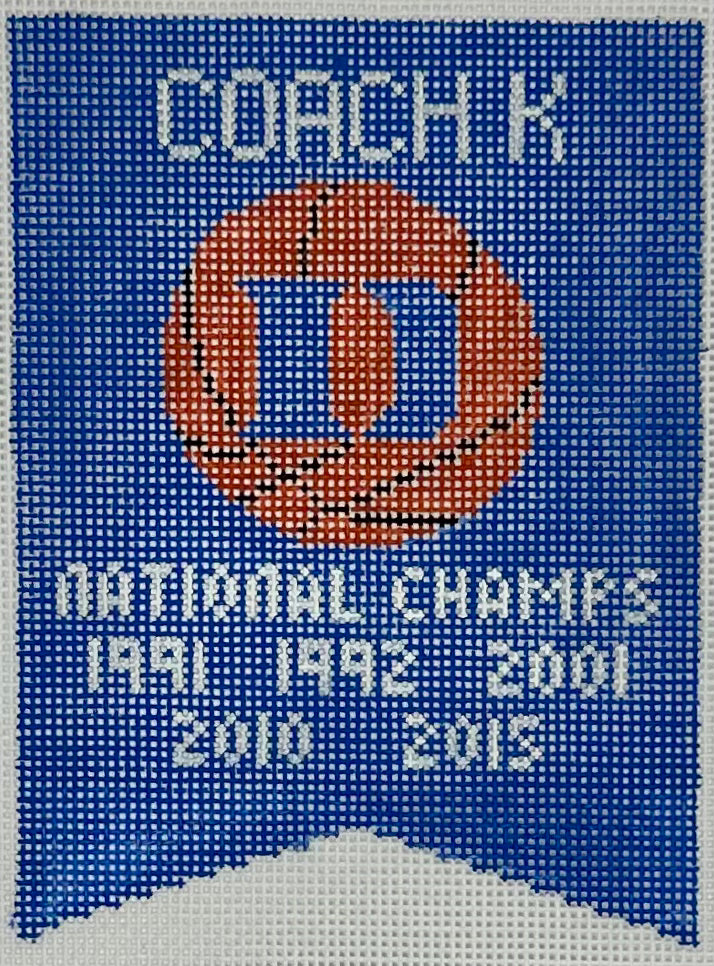 COACH K
D
NATIONAL CHAMPS
1991 1992 2001
2010 2015